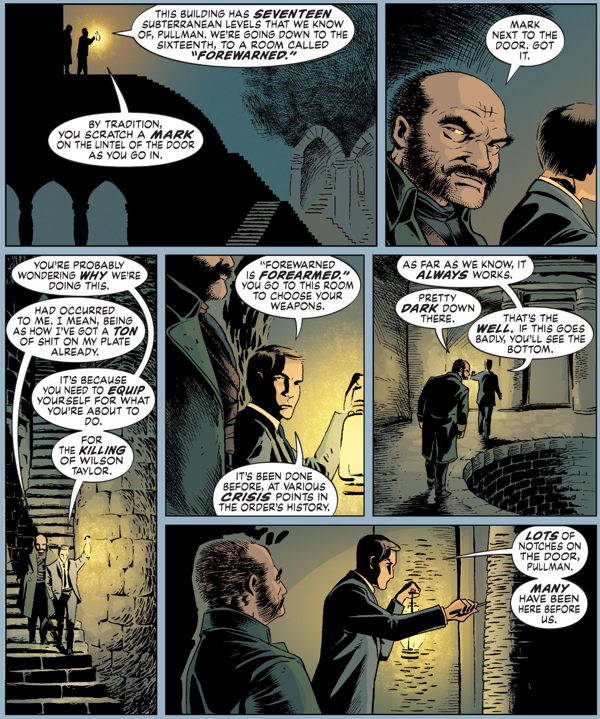 THIS BUILDING HAS SEVENTEEN
SUBTERRANEAN LEVELS THAT WE KNOW
OF, PULLMAN. WE'RE GOING DOWN TO THE
SIXTEENTH, TO A ROOM CALLED
"FOREWARNED."
BY TRADITION,
YOU SCRATCH A MARK
ON THE LINTEL OF THE DOOR
AS YOU GO IN.
MARK
NEXT TO THE
DOOR. GOT
IT.
YOU'RE PROBABLY
WONDERING WHY WE'RE
DOING THIS.
HAD OCCURRED
TO ME. I MEAN, BEING
AS HOW I'VE GOT A TON
OF SHIT ON MY PLATE
ALREADY.
IT'S BECAUSE
YOU NEED TO EQUIP
YOURSELF FOR WHAT
YOU'RE ABOUT TO
DO.
FOR
THE KILLING
OF WILSON
TAYLOR.
"FOREWARNED
IS FOREARMED."
YOU GO TO THIS ROOM
TO CHOOSE YOUR
WEAPONS.
IT'S BEEN DONE
BEFORE, AT VARIOUS
CRISIS POINTS IN
THE ORDER'S HISTORY.
AS FAR AS WE KNOW, IT
ALWAYS WORKS.
PRETTY
DARK DOWN
THERE.
THAT'S THE
WELL. IF THIS GOES
BADLY, YOU'LL SEE THE
BOTTOM.
LOTS OF
NOTCHES ON
THE DOOR,
PULLMAN.
MANY
HAVE BEEN
HERE BEFORE
US.